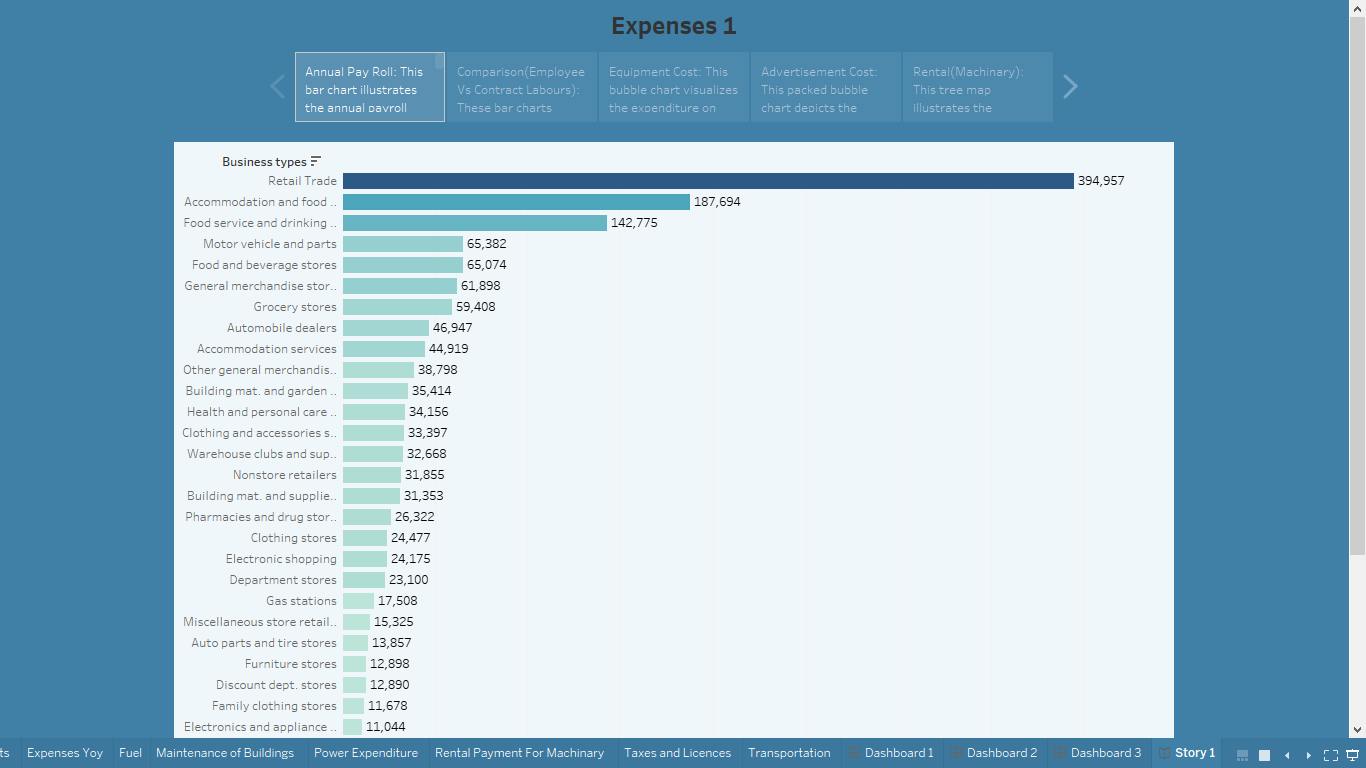 Expenses 1
Annual Pay Roll: This
bar chart illustrates
the annual payroll
Comparison(Employee
Vs Contract Labours):
These bar charts
Equipment Cost: This
bubble chart visualizes
the expenditure on
Advertisement Cost:
This packed bubble
chart depicts the
Rental(Machinary):
This tree map
illustrates the
Business types
Retail Trade 394,957
Accommodation and food .. 187,694
Food service and drinking .. 142,775
Motor vehicle and parts 65,382
Food and beverage stores 65,074
General merchandise stor.. 61,898
Grocery stores 59,408
Automobile dealers 46,947
Accommodation services 44,919
Other general merchandis.. 38,798
Building mat. and garden .. 35,414
Health and personal care .. 34,156
Clothing and accessories s.. 33,397
Warehouse clubs and sup.. 32,668
Nonstore retailers 31,855
Building mat. and supplie.. 31,353
Pharmacies and drug stor.. 26,322
Clothing stores 24,477
Electronic shopping 24,175
Department stores 23,100
Gas stations 17,508
Miscellaneous store retail.. 15,325
Auto parts and tire stores 13,857
Furniture stores 12,898
Discount dept. stores 12,890
Family clothing stores 11,678
Electronics and appliance .. 11,044
ts Expenses Yoy Fuel Maintenance of Buildings Power Expenditure Rental Payment For Machinary Taxes and Licences Transportation Dashboard 1 Dashboard 2 Dashboard 3 Story 1